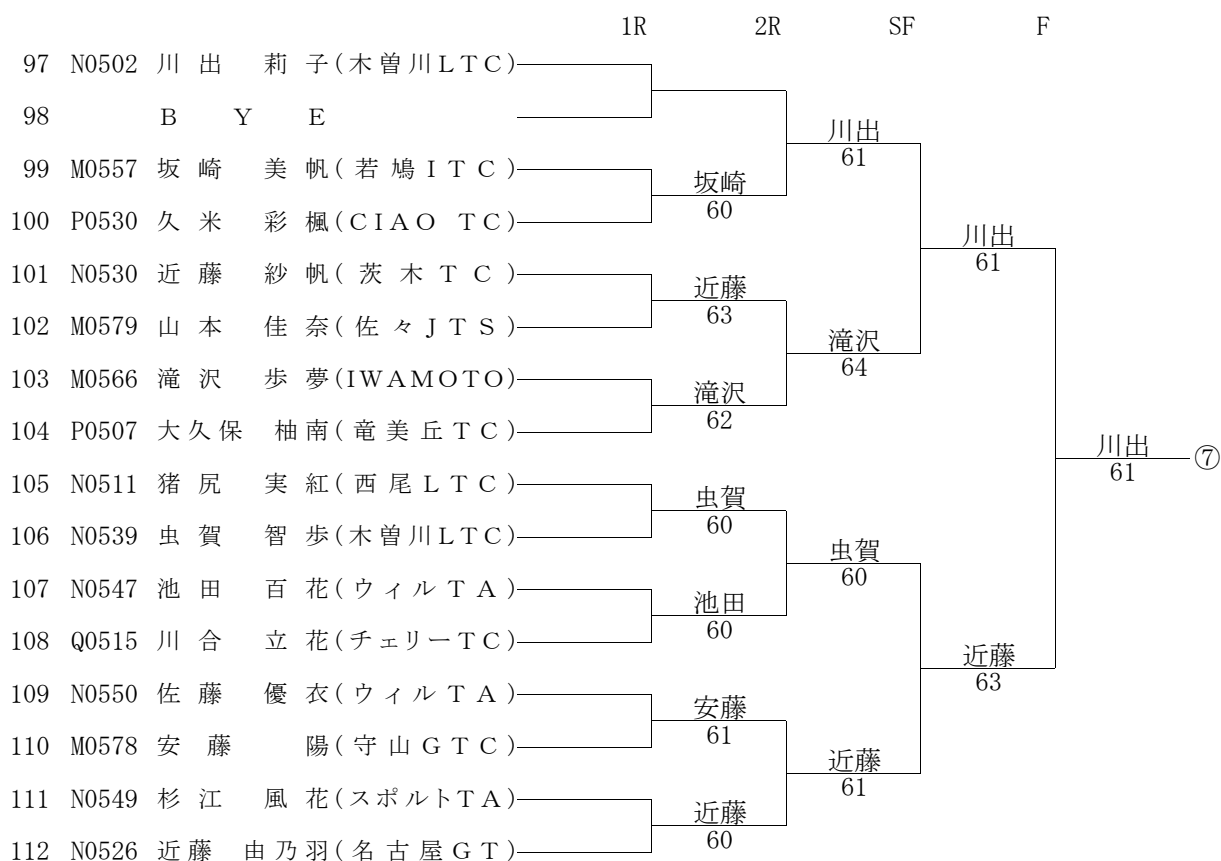 1R 2R SF F
97 N0502 川出 莉子(木曽川LTC)
98 BYE
川出
61
99 M0557 坂崎 美帆(若鳩ITC)
坂崎
60
100 P0530 久米 彩楓(CIAO TC)
川出
61
101 N0530 近藤 紗帆(茨木TC)
近藤
63
102 M0579 山本 佳奈(佐々JTS)
滝沢
64
103 M0566 滝沢 歩夢(IWAMOTO)
滝沢
62
104 P0507 大久保 柚南(竜美丘TC)
川出
61
⑦
105 N0511 猪尻 実紅(西尾LTC)
虫賀
60
106 N0539 虫賀 智歩(木曽川LTC)
虫賀
60
107 N0547 池田 百花(ウィルTA)
池田
60
108 Q0515 川合 立花(チェリーTC)
近藤
63
109 N0550 佐藤 優衣(ウィルTA)
安藤
61
110 M0578 安藤 陽(守山GTC)
近藤
61
111 N0549 杉江 風花(スポルトTA)
近藤
60
112 N0526 近藤 由乃羽(名古屋GT)